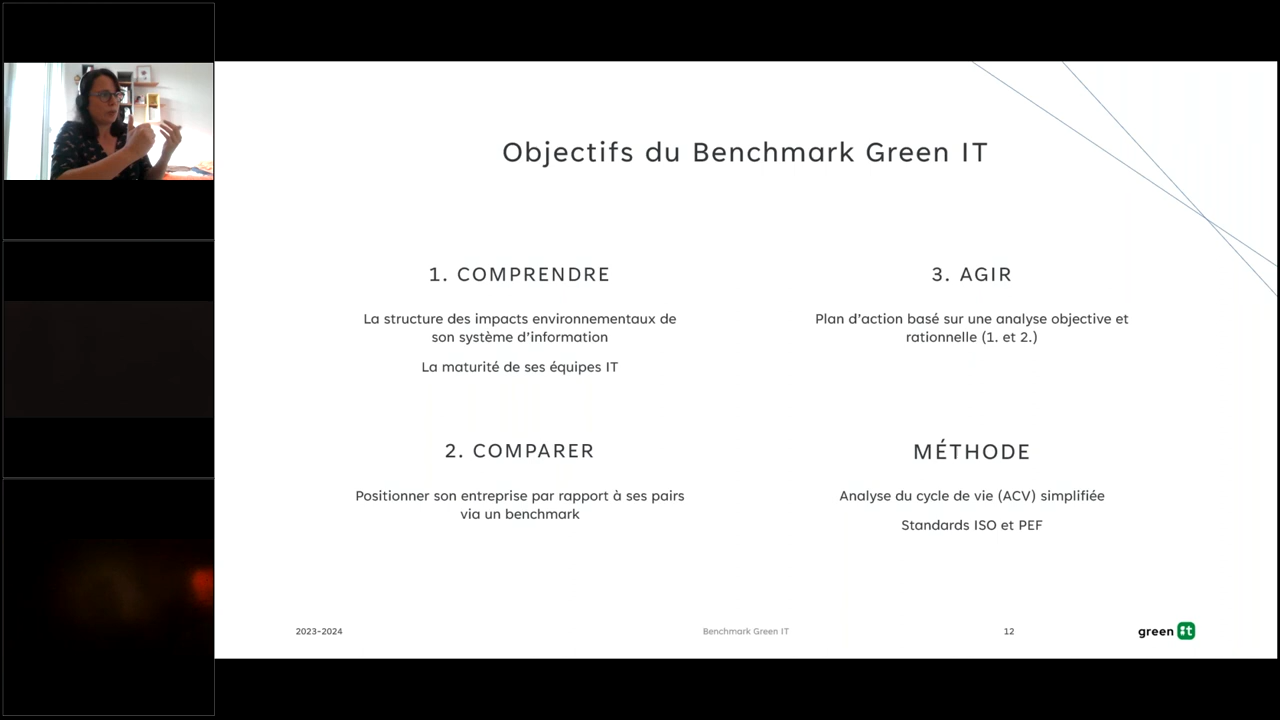 Objectifs du Benchmark Green IT
1. COMPRENDRE
La structure des impacts environnementaux de
son système d'information
La maturité de ses équipes IT
2. COMPARER
Positionner son entreprise par rapport à ses pairs
via un benchmark
3. AGIR
Plan d'action basé sur une analyse objective et
rationnelle (1. et 2.)
MÉTHODE
Analyse du cycle de vie (ACV) simplifiée
Standards ISO et PEF
2023-2024
Benchmark Green IT
12
green it